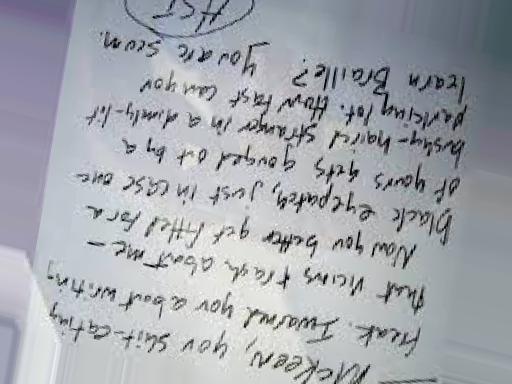 McKeen, you shit-eating
freak. I warned you about writing
that vicious trash about me —
Now you better get fitted for a
black eyepatch, just in case one
of yours gets gouged out by a
bushy-haired stranger in a dimly-lit
parking lot. How fast can you
learn Braille? You are scum.
HST